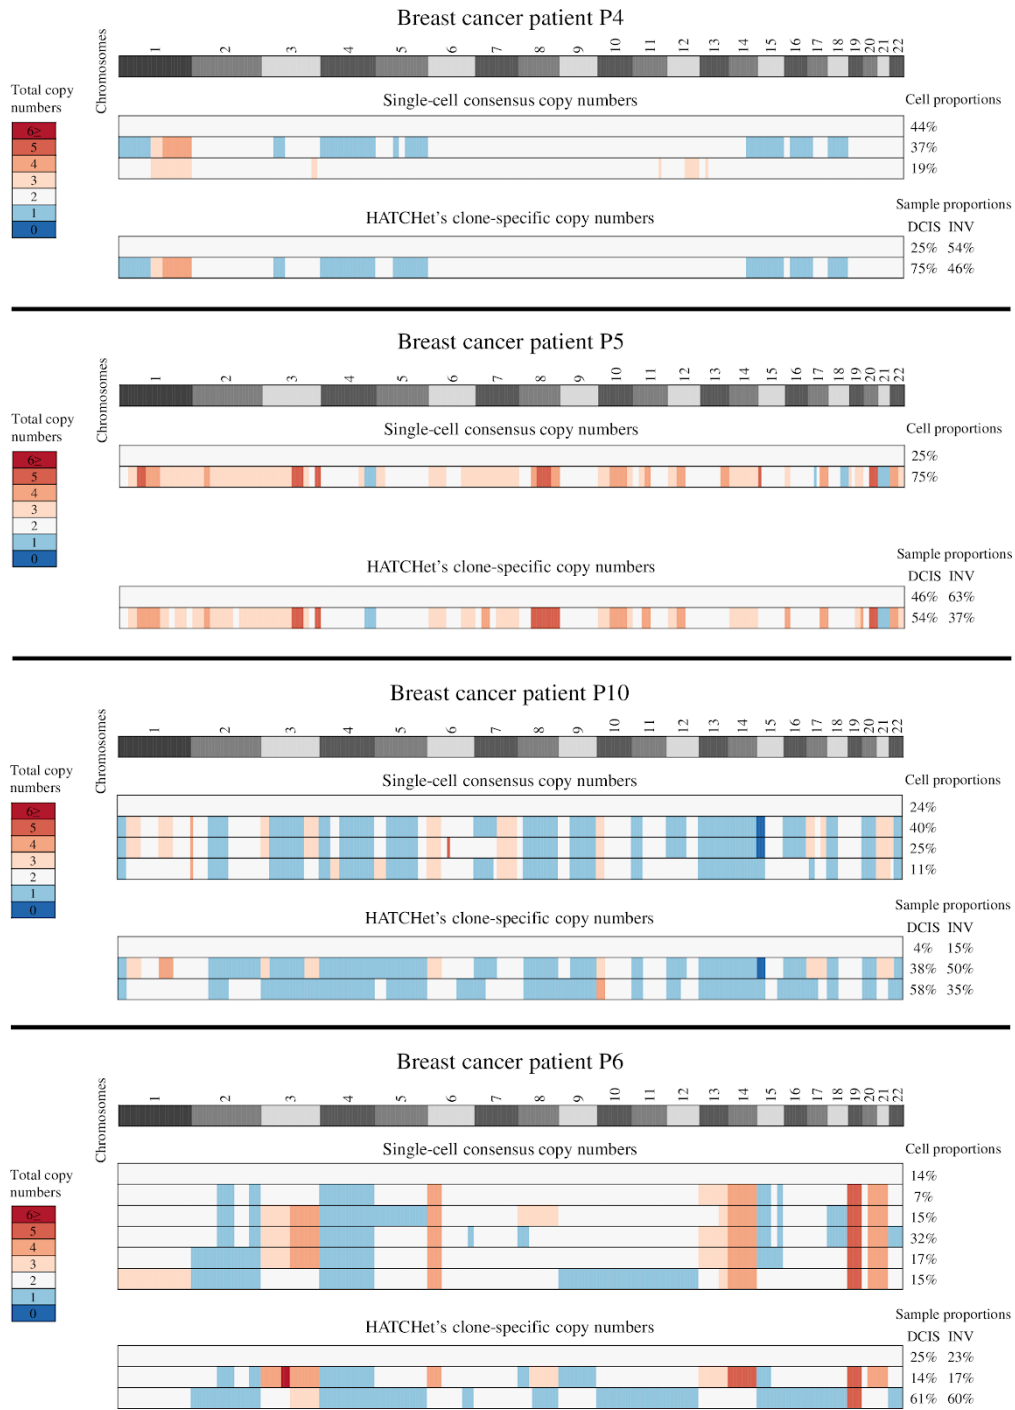 Breast cancer patient P4
Chromosomes
1 2 3 4 5 6 7 8 9 10 11 12 13 14 15 16 17 18 19 20 21 22
Total copy
numbers
6≥
5
4
3
2
1
0
Single-cell consensus copy numbers
Cell proportions
44%
37%
19%
HATCHet's clone-specific copy numbers
Sample proportions
DCIS INV
25% 54%
75% 46%
Breast cancer patient P5
Chromosomes
1 2 3 4 5 6 7 8 9 10 11 12 13 14 15 16 17 18 19 20 21 22
Total copy
numbers
6≥
5
4
3
2
1
0
Single-cell consensus copy numbers
Cell proportions
25%
75%
HATCHet's clone-specific copy numbers
Sample proportions
DCIS INV
46% 63%
54% 37%
Breast cancer patient P10
Chromosomes
1 2 3 4 5 6 7 8 9 10 11 12 13 14 15 16 17 18 19 20 21 22
Total copy
numbers
6≥
5
4
3
2
1
0
Single-cell consensus copy numbers
Cell proportions
24%
40%
25%
11%
HATCHet's clone-specific copy numbers
Sample proportions
DCIS INV
4% 15%
38% 50%
58% 35%
Breast cancer patient P6
Chromosomes
1 2 3 4 5 6 7 8 9 10 11 12 13 14 15 16 17 18 19 20 21 22
Total copy
numbers
6≥
5
4
3
2
1
0
Single-cell consensus copy numbers
Cell proportions
14%
7%
15%
32%
17%
15%
HATCHet's clone-specific copy numbers
Sample proportions
DCIS INV
25% 23%
14% 17%
61% 60%